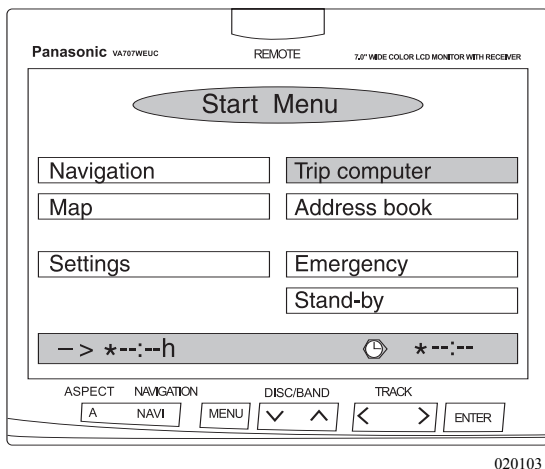 Panasonic VA707WEUC REMOTE 7.0" WIDE COLOR LCD MONITOR WITH RECEIVER
Start Menu
Navigation Trip computer
Map Address book
Settings Emergency
Stand-by
–> *--:--h *--:--
ASPECT NAVIGATION DISC/BAND TRACK
A NAVI MENU ENTER
020103